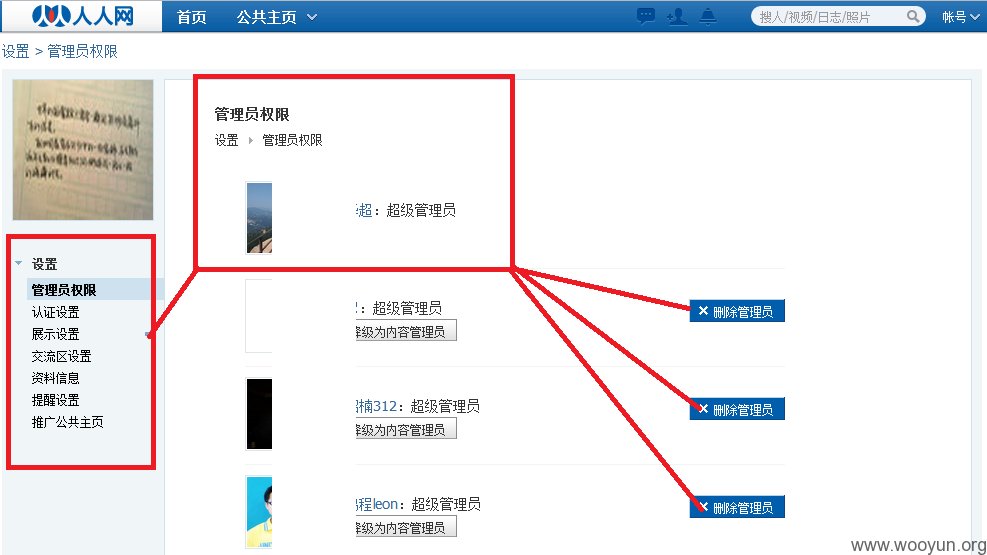 人人网 首页 公共主页 搜人/视频/日志/照片 帐号
设置 > 管理员权限
管理员权限
设置 管理员权限
超：超级管理员
设置
管理员权限
认证设置
展示设置
交流区设置
资料信息
提醒设置
推广公共主页
：超级管理员
降级为内容管理员
删除管理员
楠312：超级管理员
降级为内容管理员
删除管理员
程leon：超级管理员
降级为内容管理员
删除管理员
www.wooyun.org